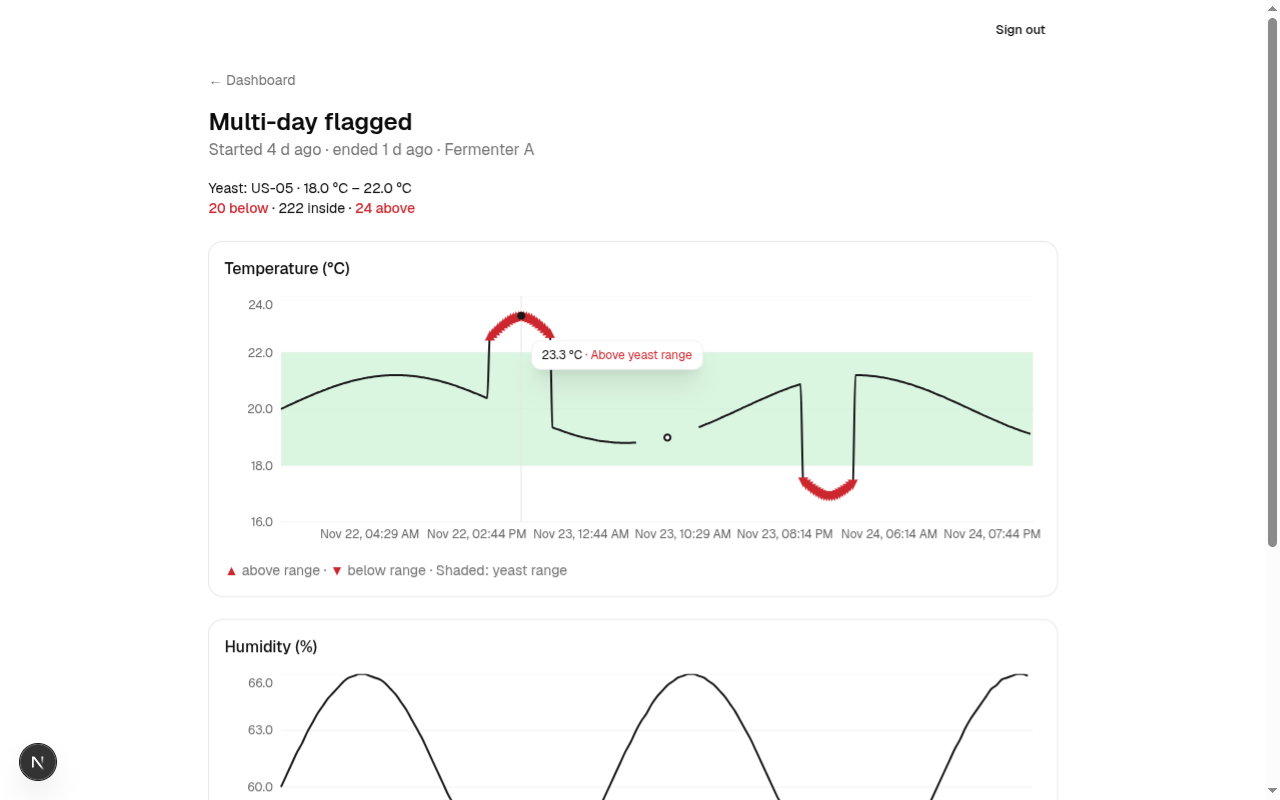 Sign out
← Dashboard
Multi-day flagged
Started 4 d ago · ended 1 d ago · Fermenter A
Yeast: US-05 · 18.0 °C – 22.0 °C
20 below · 222 inside · 24 above
Temperature (°C)
24.0
22.0
20.0
18.0
16.0
23.3 °C · Above yeast range
Nov 22, 04:29 AM Nov 22, 02:44 PM Nov 23, 12:44 AM Nov 23, 10:29 AM Nov 23, 08:14 PM Nov 24, 06:14 AM Nov 24, 07:44 PM
▲ above range · ▼ below range · Shaded: yeast range
Humidity (%)
66.0
63.0
60.0
N